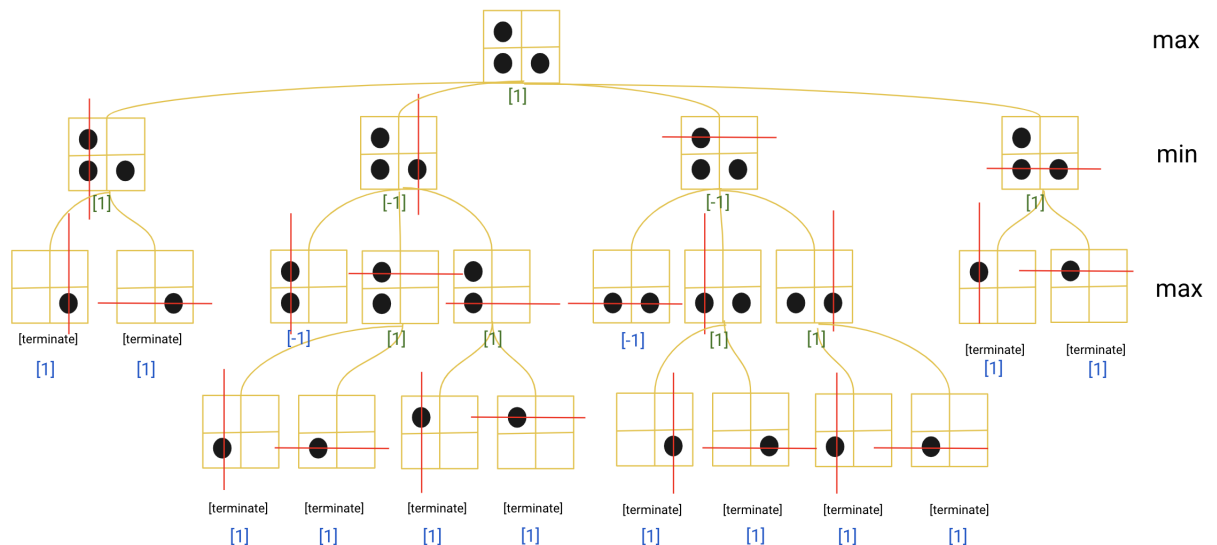 max
[1]
min
[1]
[-1]
[-1]
[1]
max
[terminate]
[terminate]
[-1]
[1]
[1]
[-1]
[1]
[1]
[terminate]
[terminate]
[1]
[1]
[1]
[1]
[terminate]
[terminate]
[terminate]
[terminate]
[terminate]
[terminate]
[terminate]
[terminate]
[1]
[1]
[1]
[1]
[1]
[1]
[1]
[1]